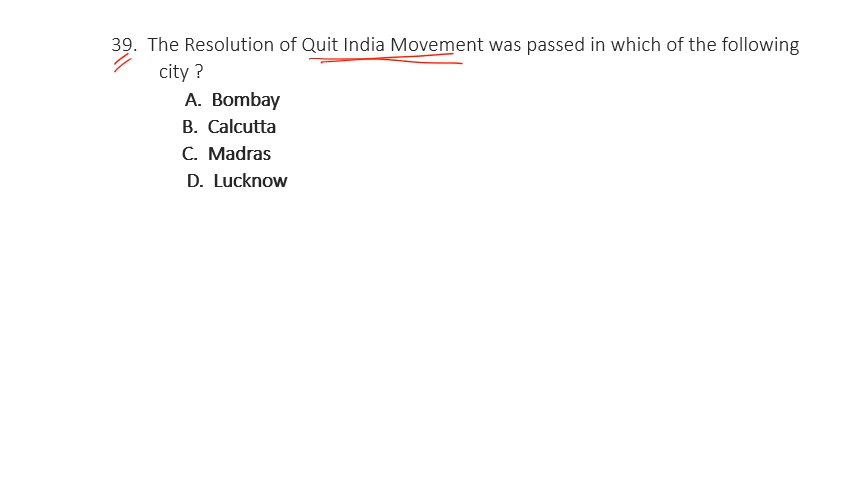 39. The Resolution of Quit India Movement was passed in which of the following
city ?
A. Bombay
B. Calcutta
C. Madras
D. Lucknow